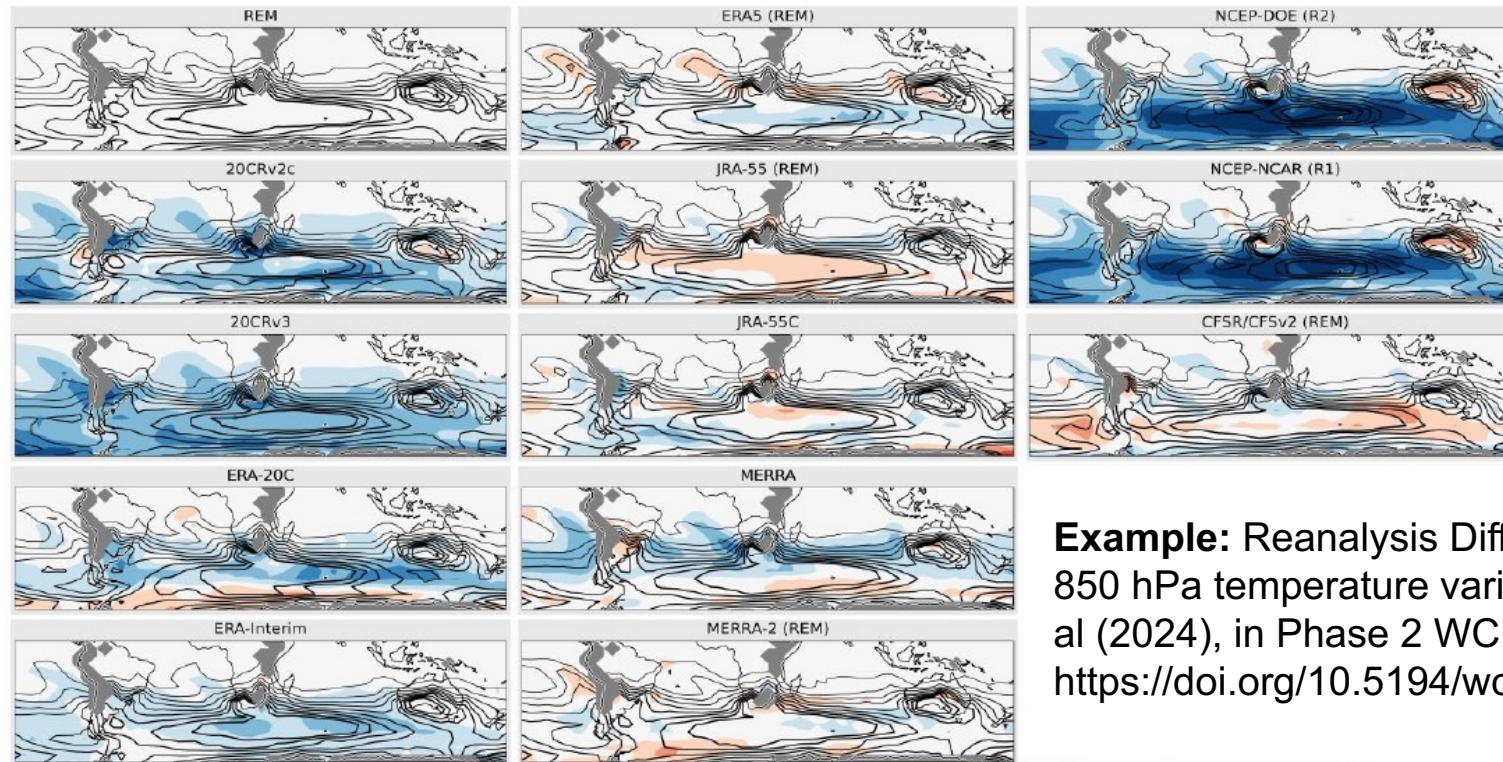 REM
ERA5 (REM)
NCEP-DOE (R2)
20CRv2c
JRA-55 (REM)
NCEP-NCAR (R1)
20CRv3
JRA-55C
CFSR/CFSv2 (REM)
ERA-20C
MERRA
ERA-Interim
MERRA-2 (REM)
Example: Reanalysis Diff
850 hPa temperature vari
al (2024), in Phase 2 WC
https://doi.org/10.5194/wc